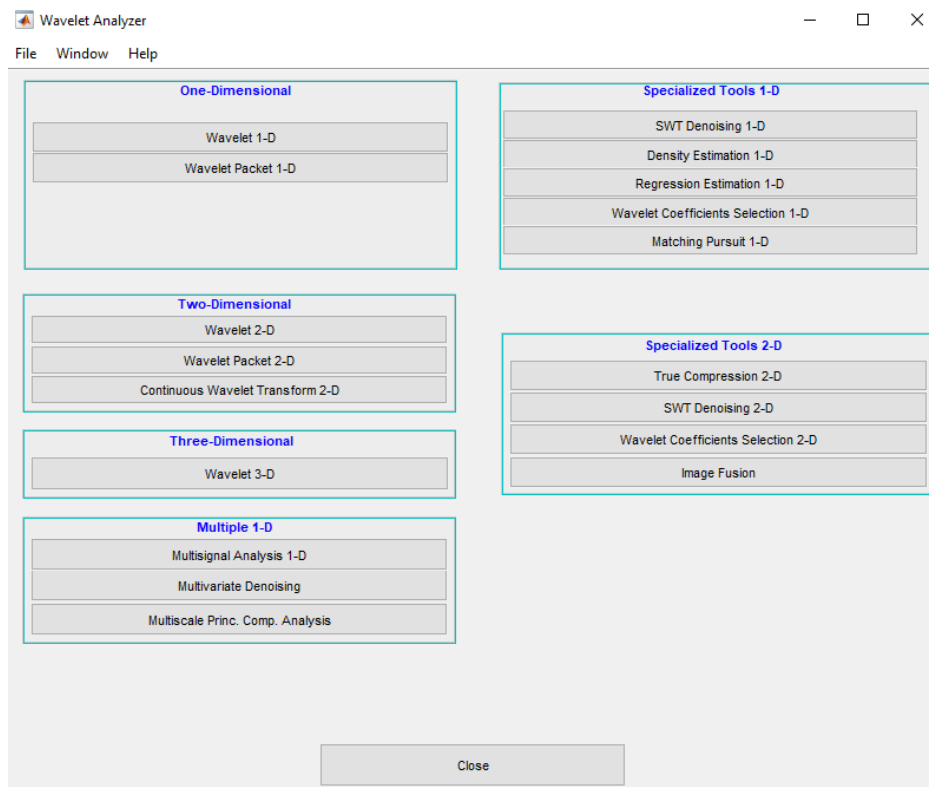 Wavelet Analyzer
File Window Help
One-Dimensional
Wavelet 1-D
Wavelet Packet 1-D
Two-Dimensional
Wavelet 2-D
Wavelet Packet 2-D
Continuous Wavelet Transform 2-D
Three-Dimensional
Wavelet 3-D
Multiple 1-D
Multisignal Analysis 1-D
Multivariate Denoising
Multiscale Princ. Comp. Analysis
Specialized Tools 1-D
SWT Denoising 1-D
Density Estimation 1-D
Regression Estimation 1-D
Wavelet Coefficients Selection 1-D
Matching Pursuit 1-D
Specialized Tools 2-D
True Compression 2-D
SWT Denoising 2-D
Wavelet Coefficients Selection 2-D
Image Fusion
Close